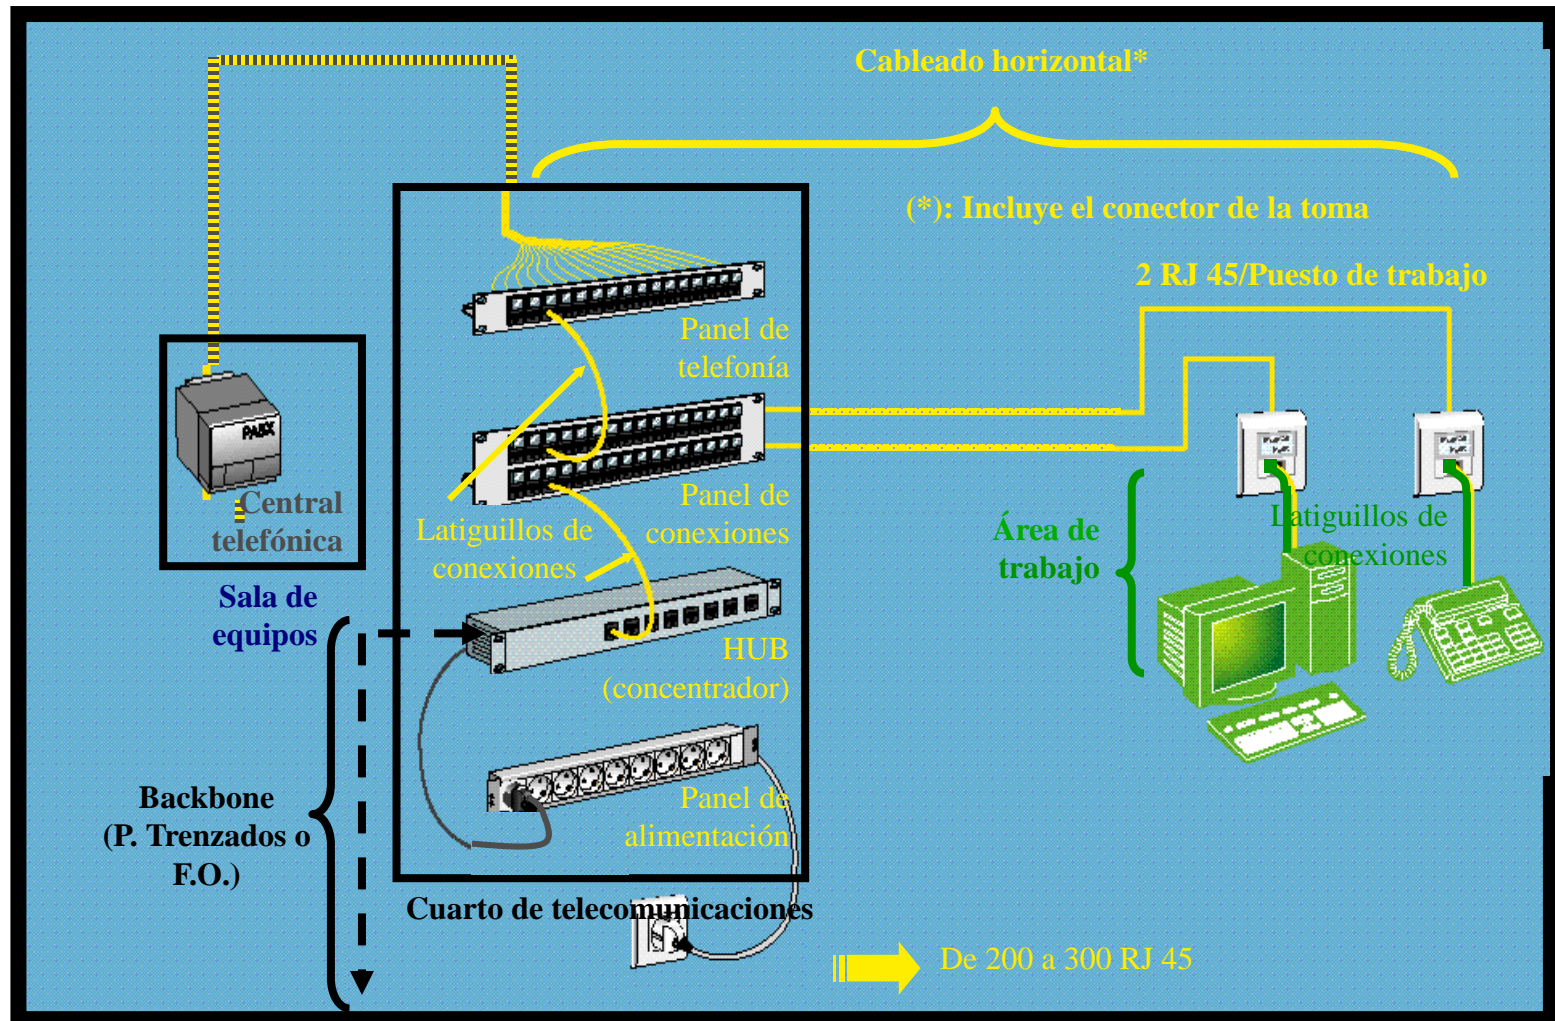 Cableado horizontal*
(*): Incluye el conector de la toma
2 RJ 45/Puesto de trabajo
Panel de
telefonía
PABX
Central
telefónica
Sala de
equipos
Latiguillos de
conexiones
Panel de
conexiones
Área de
trabajo
Latiguillos de
conexiones
HUB
(concentrador)
Backbone
(P. Trenzados o
F.O.)
Panel de
alimentación
Cuarto de telecomunicaciones
De 200 a 300 RJ 45